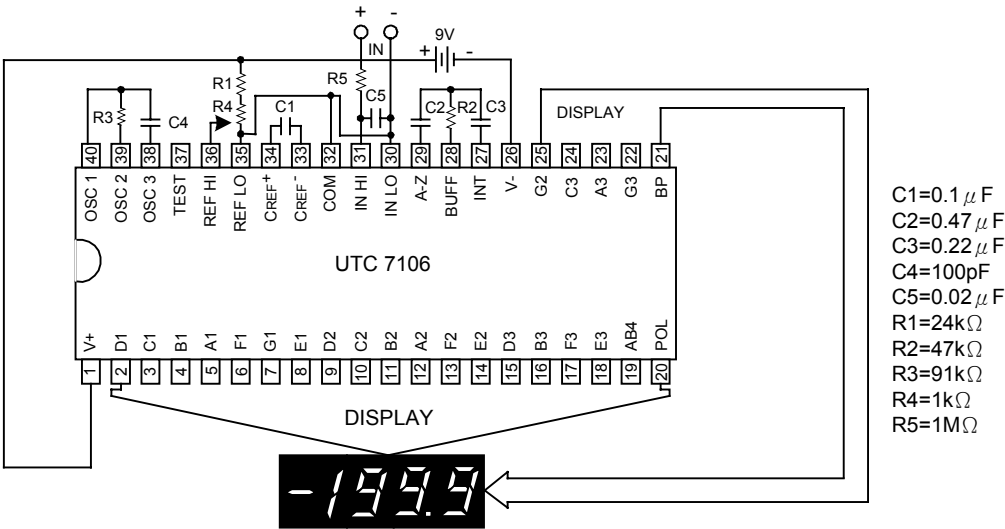 + -
IN
9V
+ -
R1
R5
R4
C1
C5
C2
R2
C3
R3
C4
DISPLAY
40 39 38 37 36 35 34 33 32 31 30 29 28 27 26 25 24 23 22 21
OSC 1 OSC 2 OSC 3 TEST REF HI REF LO CREF+ CREF- COM IN HI IN LO A-Z BUFF INT V- G2 C3 A3 G3 BP
UTC 7106
V+ D1 C1 B1 A1 F1 G1 E1 D2 C2 B2 A2 F2 E2 D3 B3 F3 E3 AB4 POL
1 2 3 4 5 6 7 8 9 10 11 12 13 14 15 16 17 18 19 20
DISPLAY
-199.9
C1=0.1μF
C2=0.47μF
C3=0.22μF
C4=100pF
C5=0.02μF
R1=24kΩ
R2=47kΩ
R3=91kΩ
R4=1kΩ
R5=1MΩ